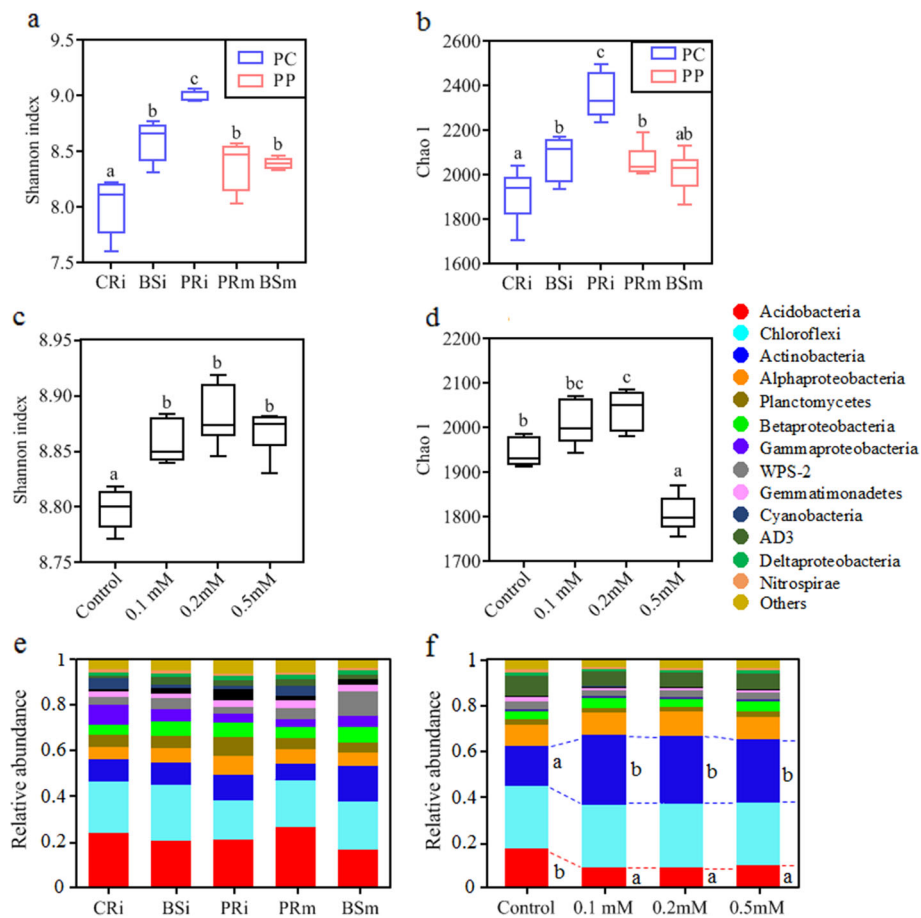 a
9.5
9.0
8.5
8.0
7.5
Shannon index
PC
PP
a
b
c
b
b
CRi BSi PRi PRm BSm
b
2600
2400
2200
2000
1800
1600
Chao 1
PC
PP
a
b
c
b
ab
CRi BSi PRi PRm BSm
c
8.95
8.90
8.85
8.80
8.75
Shannon index
a
b
b
b
Control 0.1 mM 0.2mM 0.5mM
d
2200
2100
2000
1900
1800
1700
Chao 1
b
bc
c
a
Control 0.1 mM 0.2mM 0.5mM
Acidobacteria
Chloroflexi
Actinobacteria
Alphaproteobacteria
Planctomycetes
Betaproteobacteria
Gammaproteobacteria
WPS-2
Gemmatimonadetes
Cyanobacteria
AD3
Deltaproteobacteria
Nitrospirae
Others
e
1
0.8
0.6
0.4
0.2
0
Relative abundance
CRi BSi PRi PRm BSm
f
1
0.8
0.6
0.4
0.2
0
Relative abundance
a b b b
b a a a
Control 0.1 mM 0.2mM 0.5mM